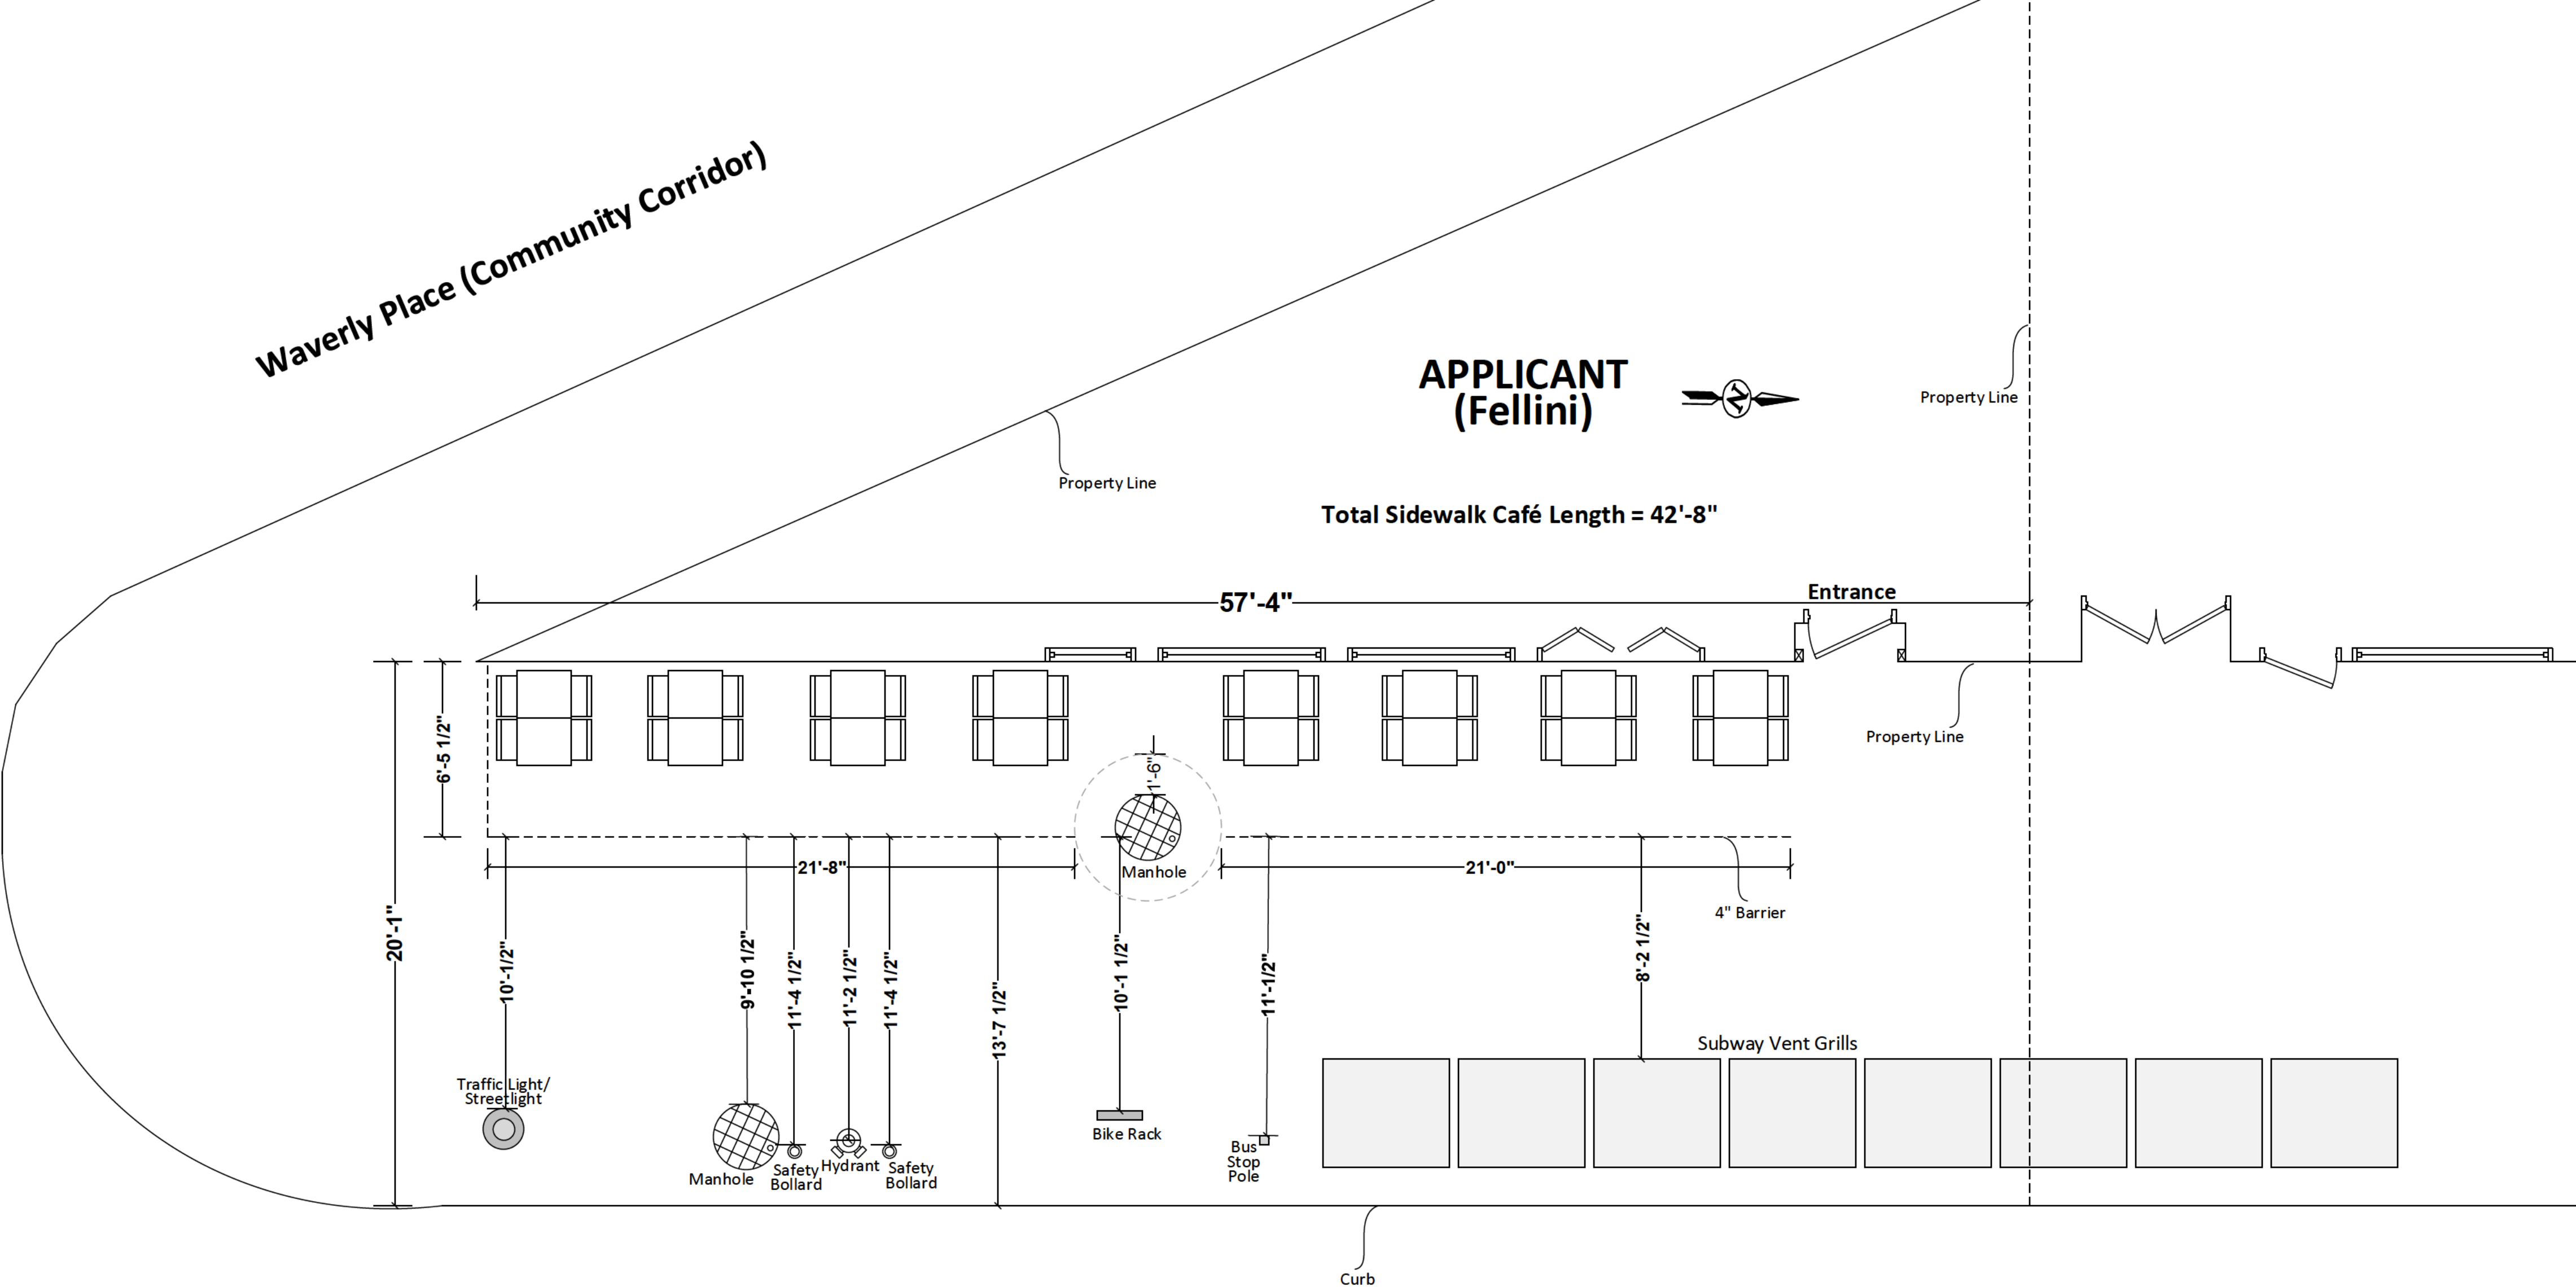 Waverly Place (Community Corridor)
APPLICANT
(Fellini)
N
Property Line
Property Line
Total Sidewalk Café Length = 42'-8"
Entrance
57'-4"
6'-5 1/2"
Property Line
1'-6"
Manhole
21'-8"
21'-0"
4" Barrier
20'-1"
10'-1/2"
9'-10 1/2"
11'-4 1/2"
11'-2 1/2"
11'-4 1/2"
13'-7 1/2"
10'-1 1/2"
11'-1/2"
8'-2 1/2"
Subway Vent Grills
Traffic Light/
Streetlight
Manhole
Safety
Bollard
Hydrant
Safety
Bollard
Bike Rack
Bus
Stop
Pole
Curb